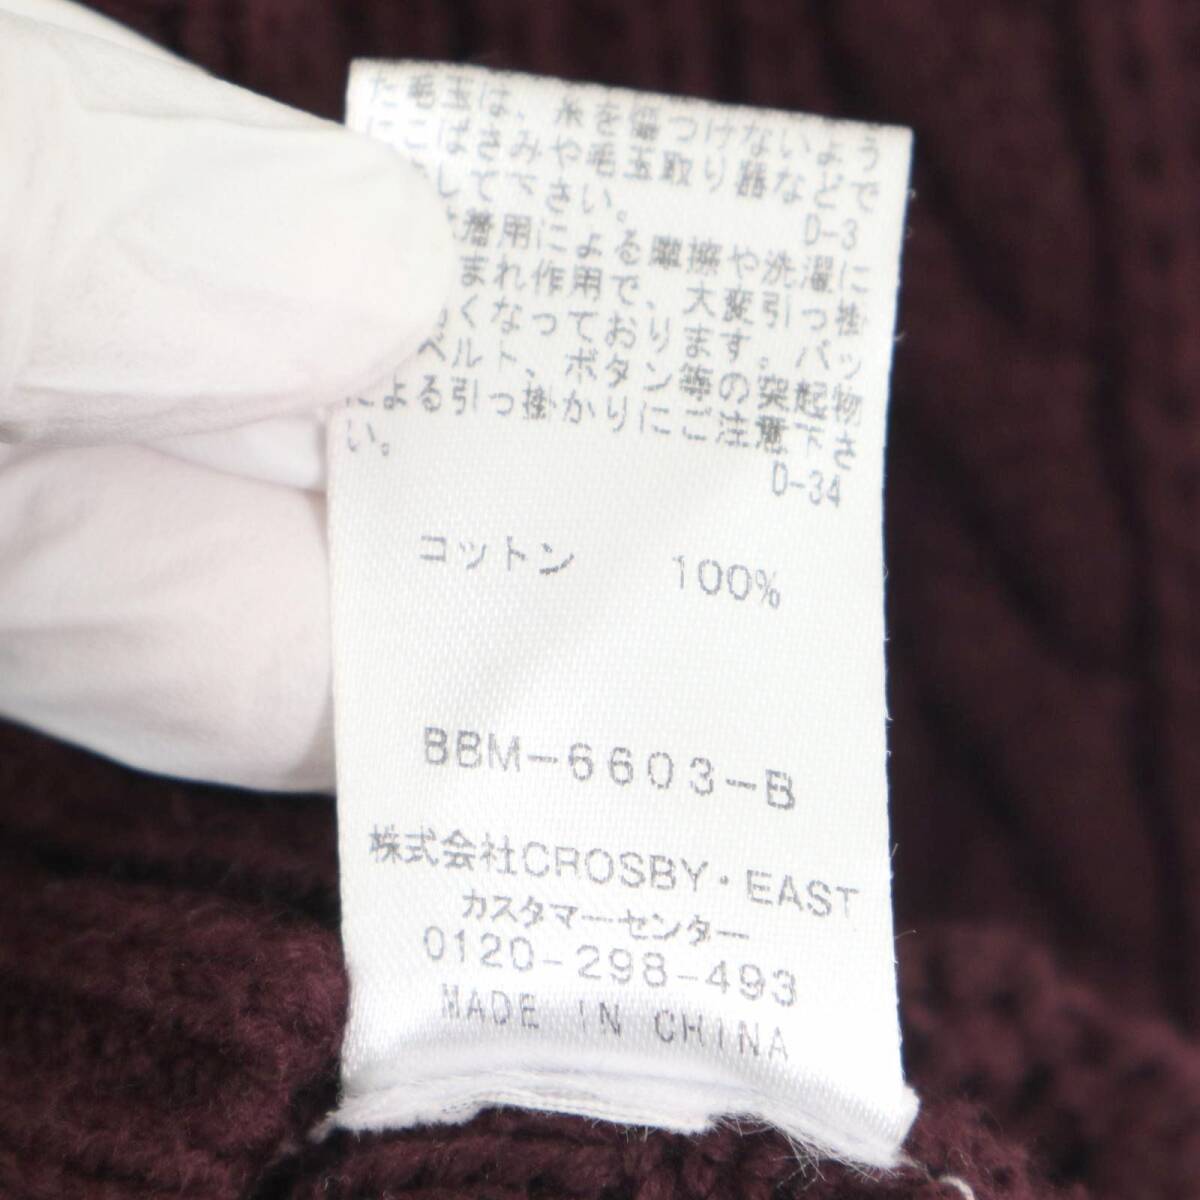 た毛玉は、糸を傷つけないよう
にこばさみや毛玉取り器などで
して下さい。
D-3
着用による摩擦や洗濯に
まれ作用で、大変引っ掛
くなっております。バッ
ベルト、ボタン等の突起物
による引っ掛かりにご注意下さ
い。
D-34
コットン 100%
BBM-6603-B
株式会社CROSBY・EAST
カスタマーセンター
0120-298-493
MADE IN CHINA